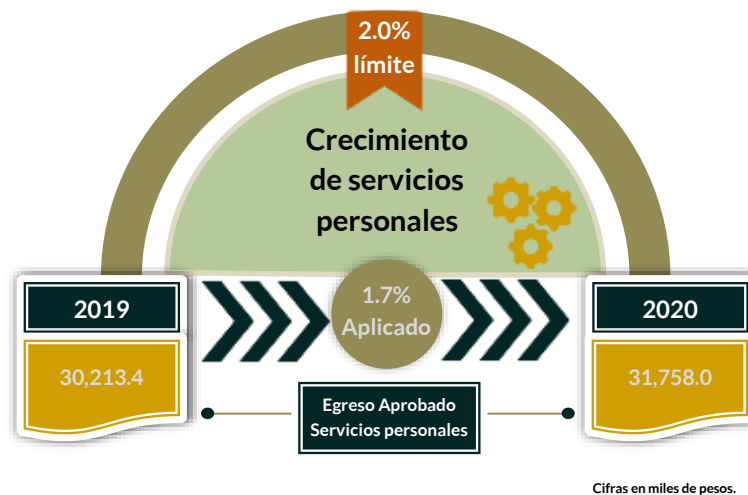 2.0%
límite
Crecimiento
de servicios
personales
2019
1.7%
Aplicado
2020
30,213.4
31,758.0
Egreso Aprobado
Servicios personales
Cifras en miles de pesos.